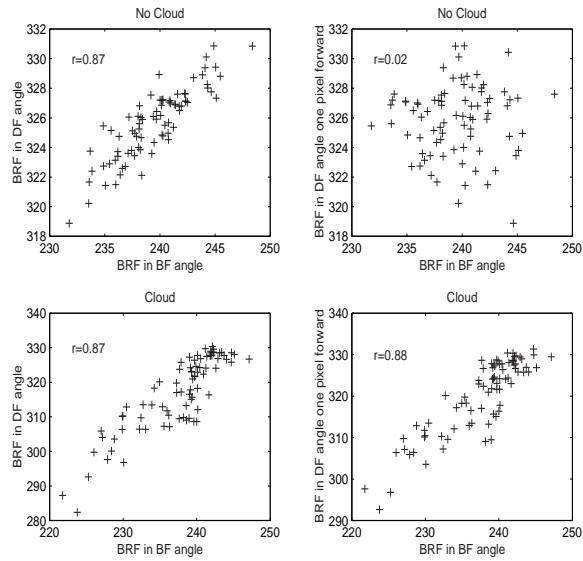 No Cloud
No Cloud
332
330
328
326
324
322
320
318
BRF in DF angle
r=0.87
230
235
240
245
250
BRF in BF angle
332
330
328
326
324
322
320
318
BRF in DF angle one pixel forward
r=0.02
230
235
240
245
250
BRF in BF angle
Cloud
Cloud
340
330
320
310
300
290
280
BRF in DF angle
r=0.87
220
230
240
250
BRF in BF angle
340
330
320
310
300
290
BRF in DF angle one pixel forward
r=0.88
220
230
240
250
BRF in BF angle